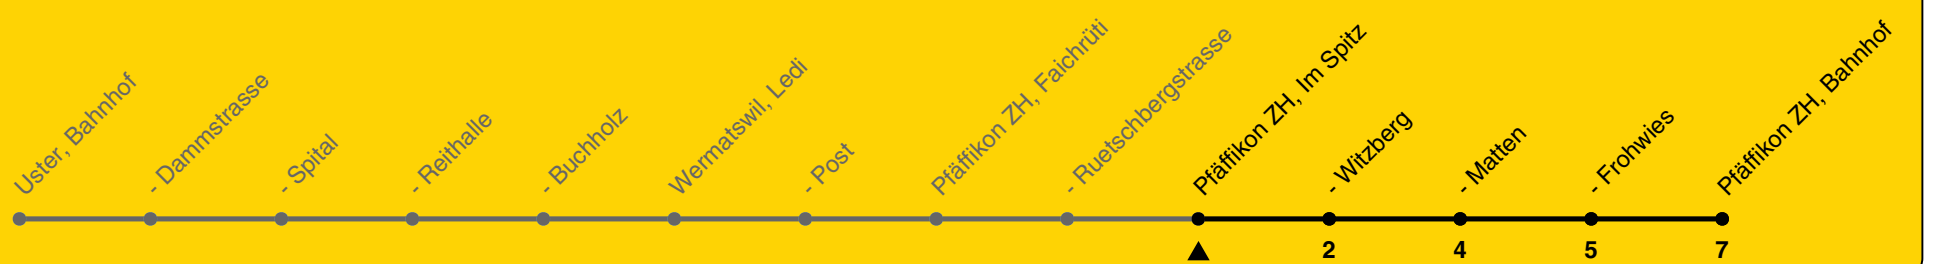 Uster, Bahnhof
- Dammstrasse
- Spital
- Reithalle
- Buchholz
Wermatswil, Ledi
- Post
Pfäffikon ZH, Faichrüti
- Ruetschbergstrasse
Pfäffikon ZH, Im Spitz
- Witzberg
- Matten
- Frohwies
Pfäffikon ZH, Bahnhof
2 4 5 7